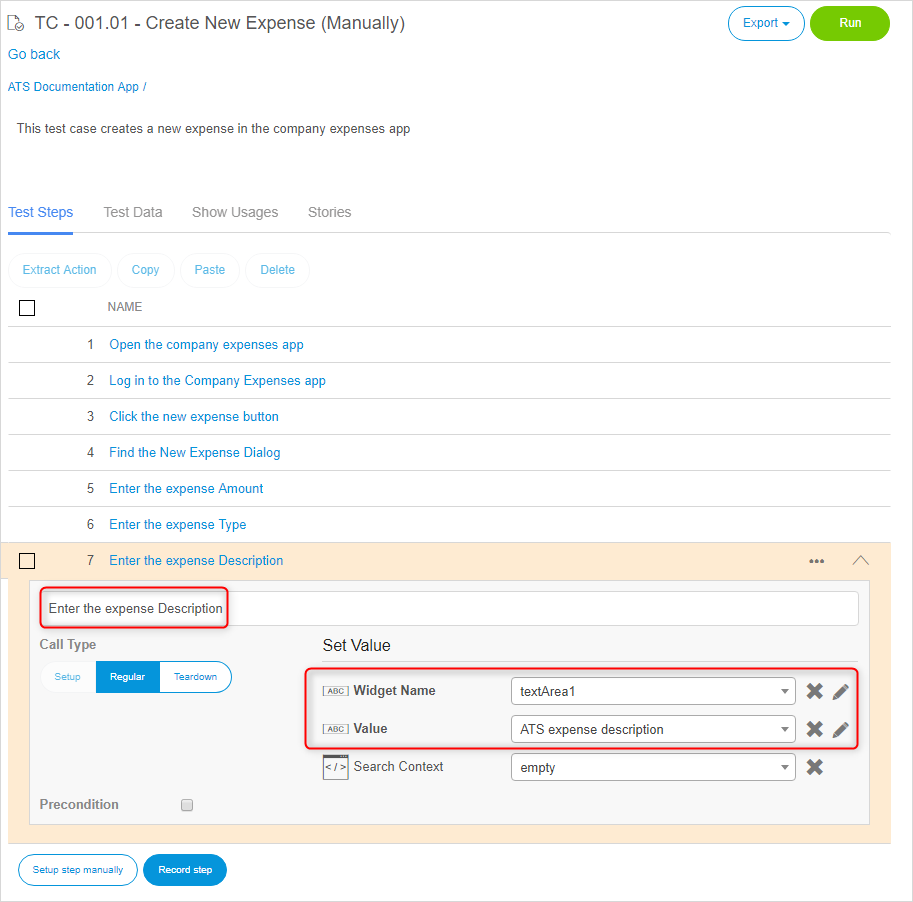 TC - 001.01 - Create New Expense (Manually)
Export
Run
Go back
ATS Documentation App /
This test case creates a new expense in the company expenses app
Test Steps
Test Data
Show Usages
Stories
Extract Action
Copy
Paste
Delete
NAME
1 Open the company expenses app
2 Log in to the Company Expenses app
3 Click the new expense button
4 Find the New Expense Dialog
5 Enter the expense Amount
6 Enter the expense Type
7 Enter the expense Description
Enter the expense Description
Call Type
Set Value
Setup
Regular
Teardown
ABC Widget Name
textArea1
ABC Value
ATS expense description
</> Search Context
empty
Precondition
Setup step manually
Record step